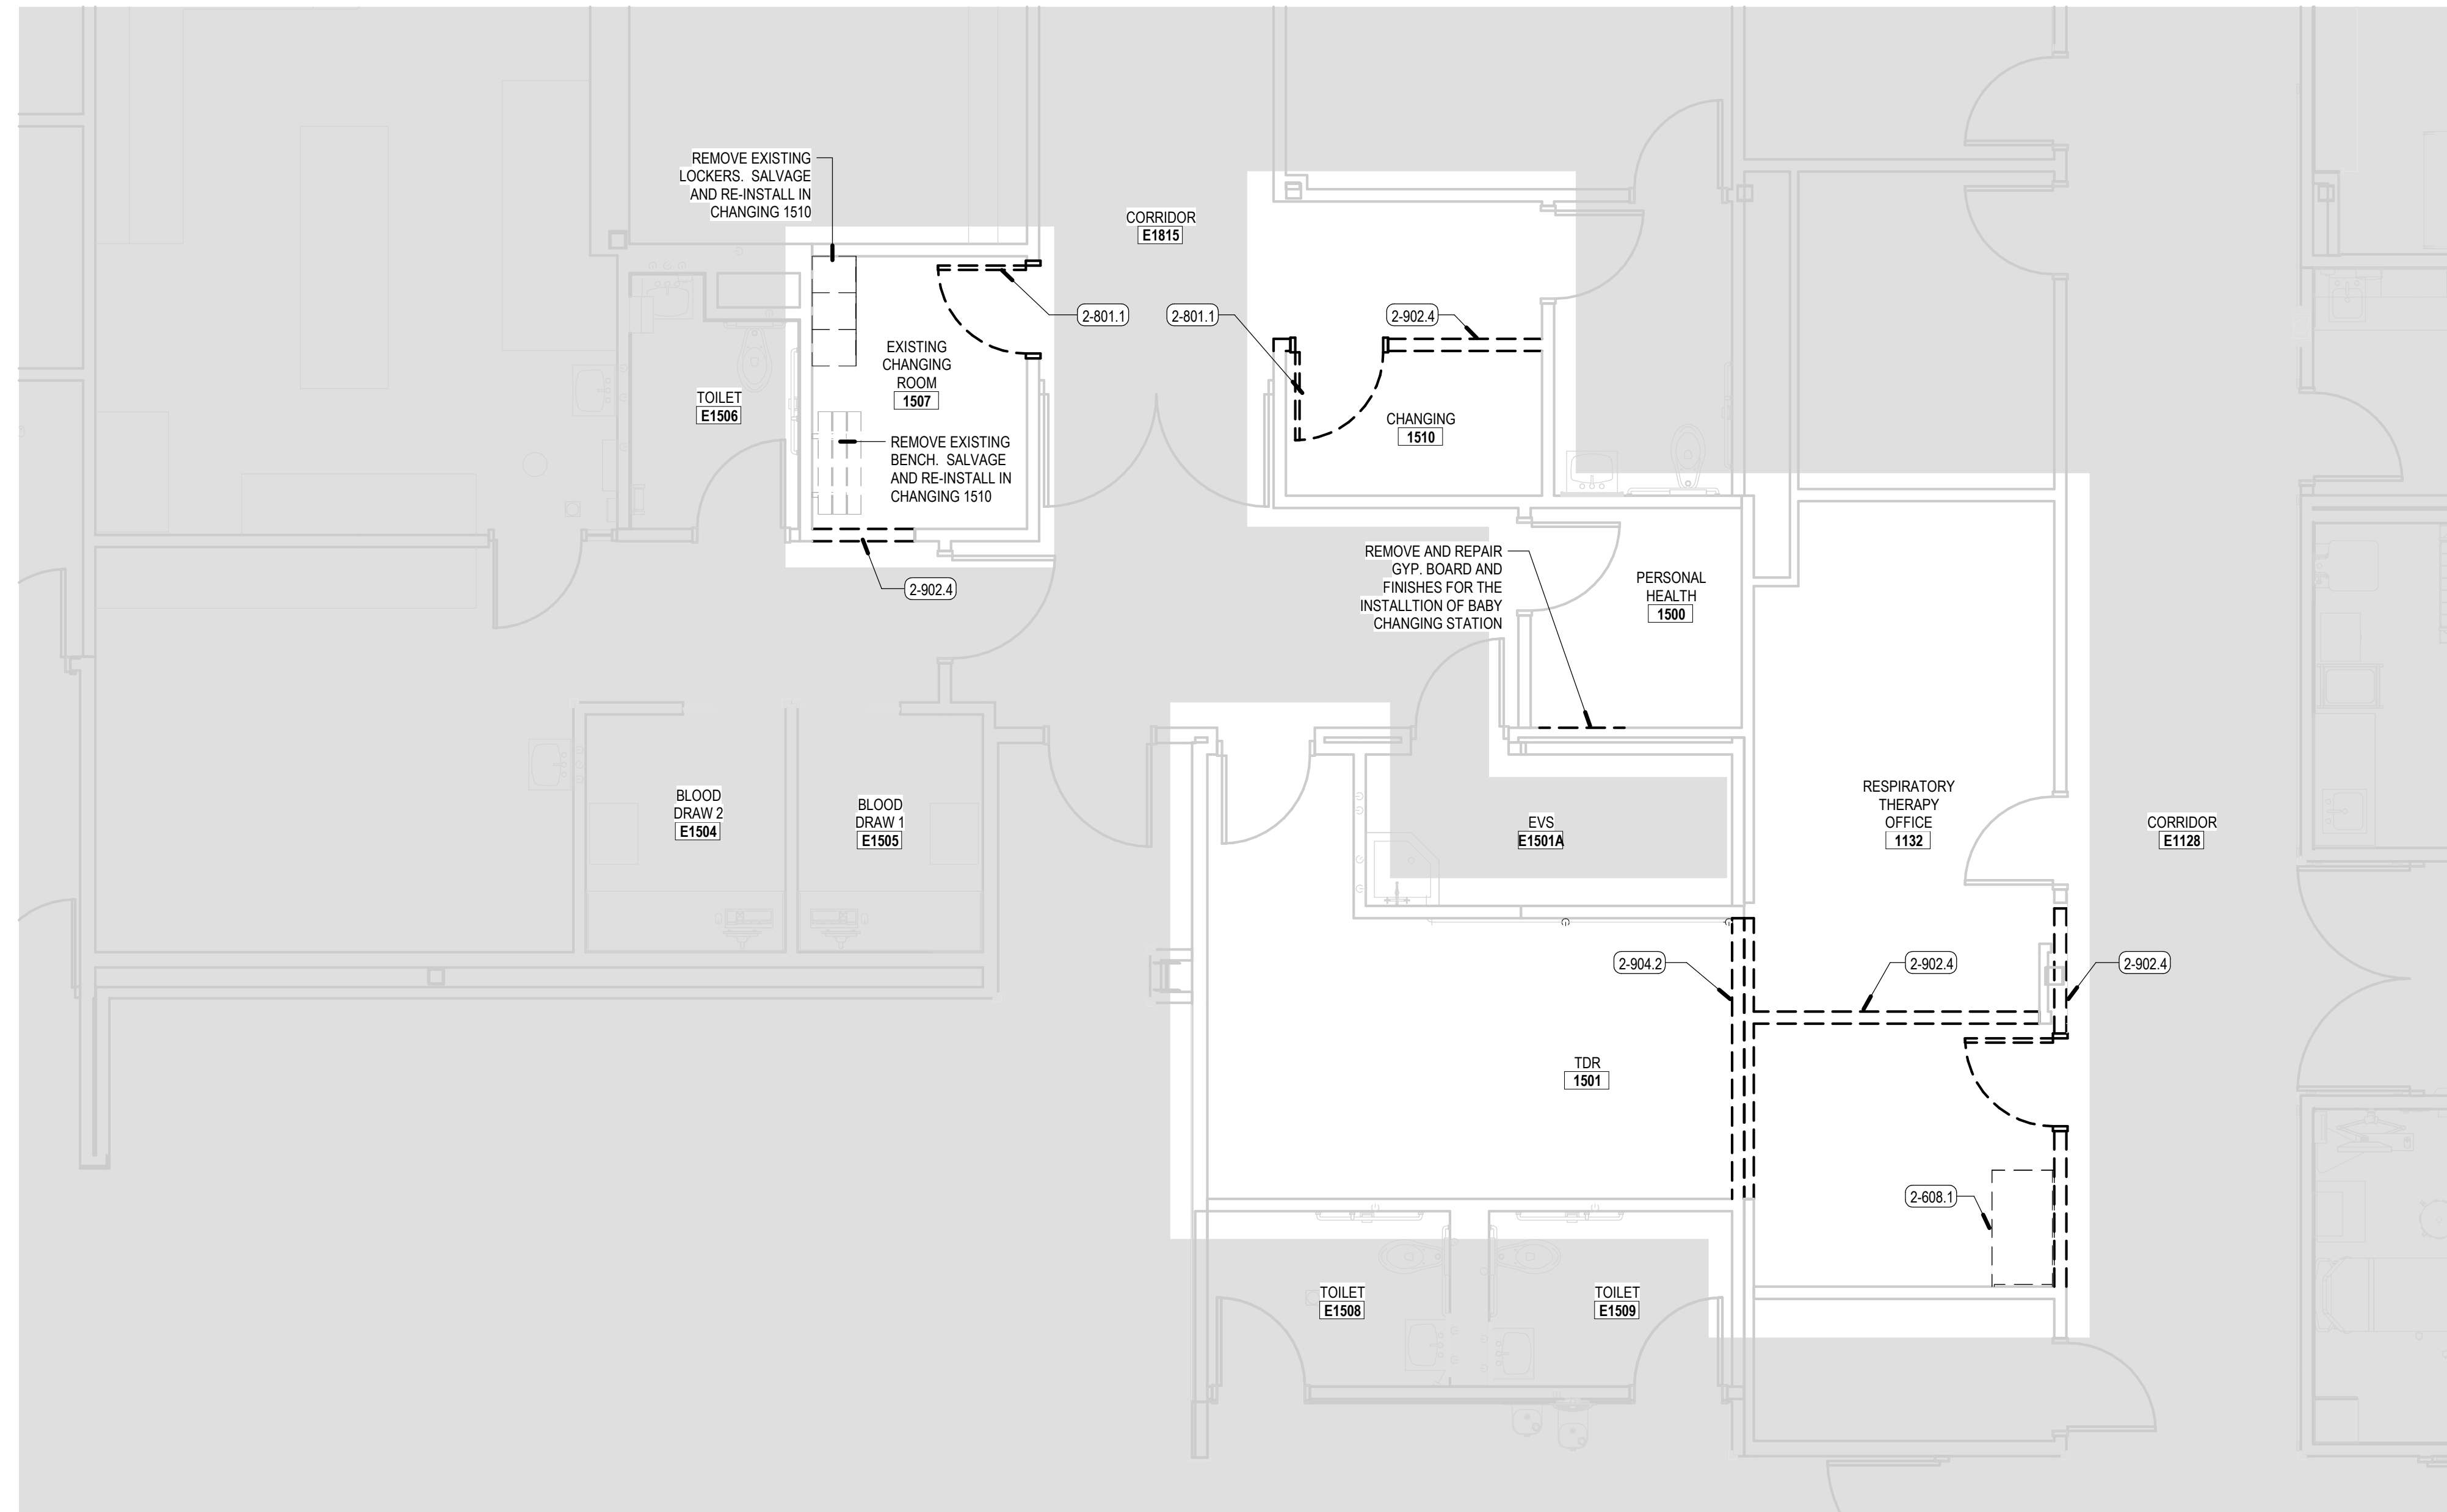 REMOVE EXISTING
LOCKERS.  SALVAGE
AND RE-INSTALL IN
CHANGING 1510
CORRIDOR
E1815
2-801.1
2-801.1
2-902.4
EXISTING
CHANGING
ROOM
1507
TOILET
E1506
CHANGING
1510
REMOVE EXISTING
BENCH.  SALVAGE
AND RE-INSTALL IN
CHANGING 1510
2-902.4
REMOVE AND REPAIR
GYP. BOARD AND
FINISHES FOR THE
INSTALLTION OF BABY
CHANGING STATION
PERSONAL
HEALTH
1500
BLOOD
DRAW 2
E1504
BLOOD
DRAW 1
E1505
EVS
E1501A
RESPIRATORY
THERAPY
OFFICE
1132
CORRIDOR
E1128
2-904.2
2-902.4
2-902.4
TDR
1501
2-608.1
TOILET
E1508
TOILET
E1509